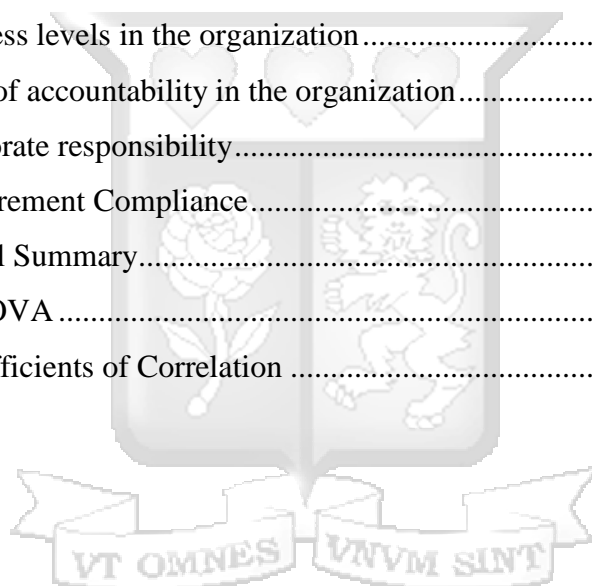 ess levels in the organization..........................
of accountability in the organization................
orate responsibility..........................................
rement Compliance.........................................
l Summary.......................................................
OVA .................................................................
fficients of Correlation ....................................
VT OMNES VNVM SINT